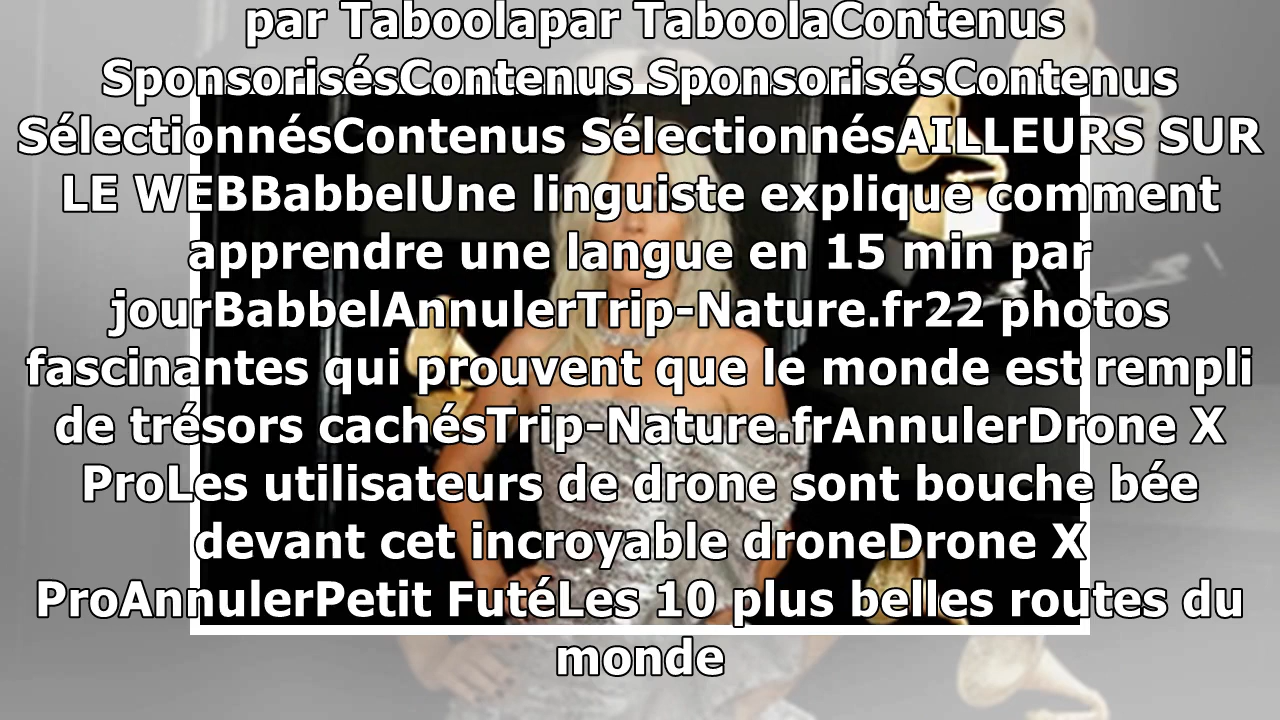 par Taboolapar TaboolaContenus
SponsorisésContenus SponsorisésContenus
SélectionnésContenus SélectionnésAILLEURS SUR
LE WEBBabbelUne linguiste explique comment
apprendre une langue en 15 min par
jourBabbelAnnulerTrip-Nature.fr22 photos
fascinantes qui prouvent que le monde est rempli
de trésors cachésTrip-Nature.frAnnulerDrone X
ProLes utilisateurs de drone sont bouche bée
devant cet incroyable droneDrone X
ProAnnulerPetit FutéLes 10 plus belles routes du
monde